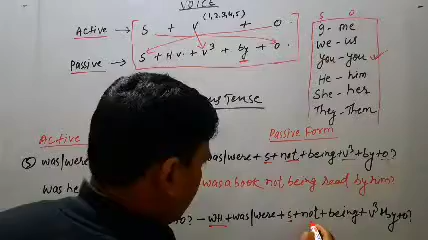 VOICE
(1,2,3,4,5)
Active → S + V + O.
Passive → S + H.V. + V³ + by + O.
S O
I - me
we - us
you - you ✓
He - him
She - her
They - Them
Tense
Active
Passive Form
⑤ was/were
was/were + S + not + being + V³ + by + O?
was he
was a book not being read by him?
+ O? - WH + was/were + S + not + being + V³ + by + O?